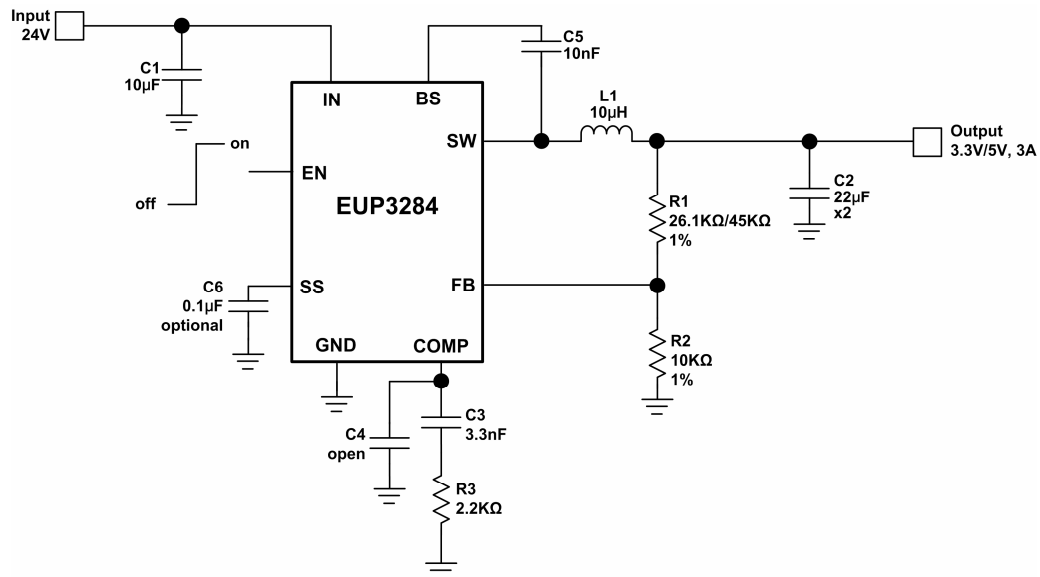 Input
24V
C1
10µF
on
off
IN
BS
C5
10nF
L1
10µH
SW
Output
3.3V/5V, 3A
EN
EUP3284
C2
22µF
x2
R1
26.1KΩ/45KΩ
1%
SS
FB
C6
0.1µF
optional
GND
COMP
R2
10KΩ
1%
C4
open
C3
3.3nF
R3
2.2KΩ